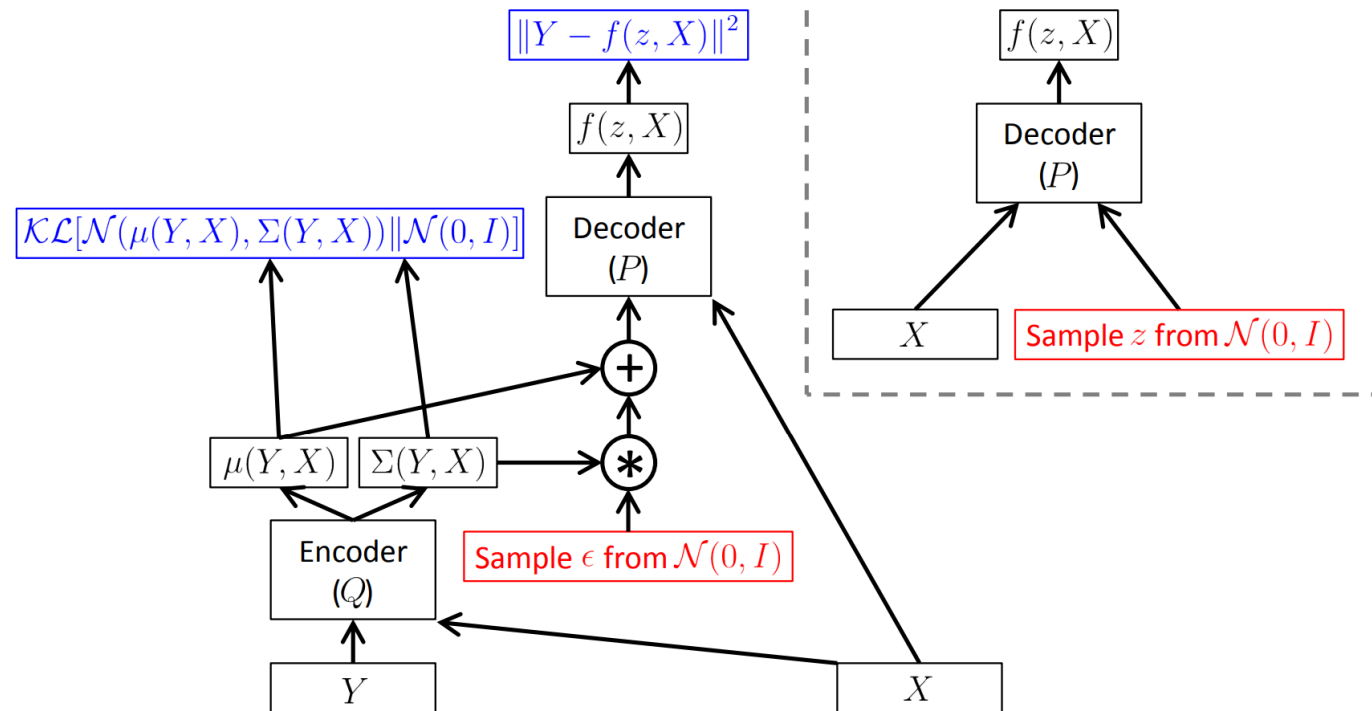 ‖Y − f(z, X)‖²
f(z, X)
Decoder
(P)
𝒦ℒ[𝒩(μ(Y, X), Σ(Y, X))‖𝒩(0, I)]
+
μ(Y, X)
Σ(Y, X)
*
Encoder
(Q)
Sample ϵ from 𝒩(0, I)
Y
X
f(z, X)
Decoder
(P)
X
Sample z from 𝒩(0, I)